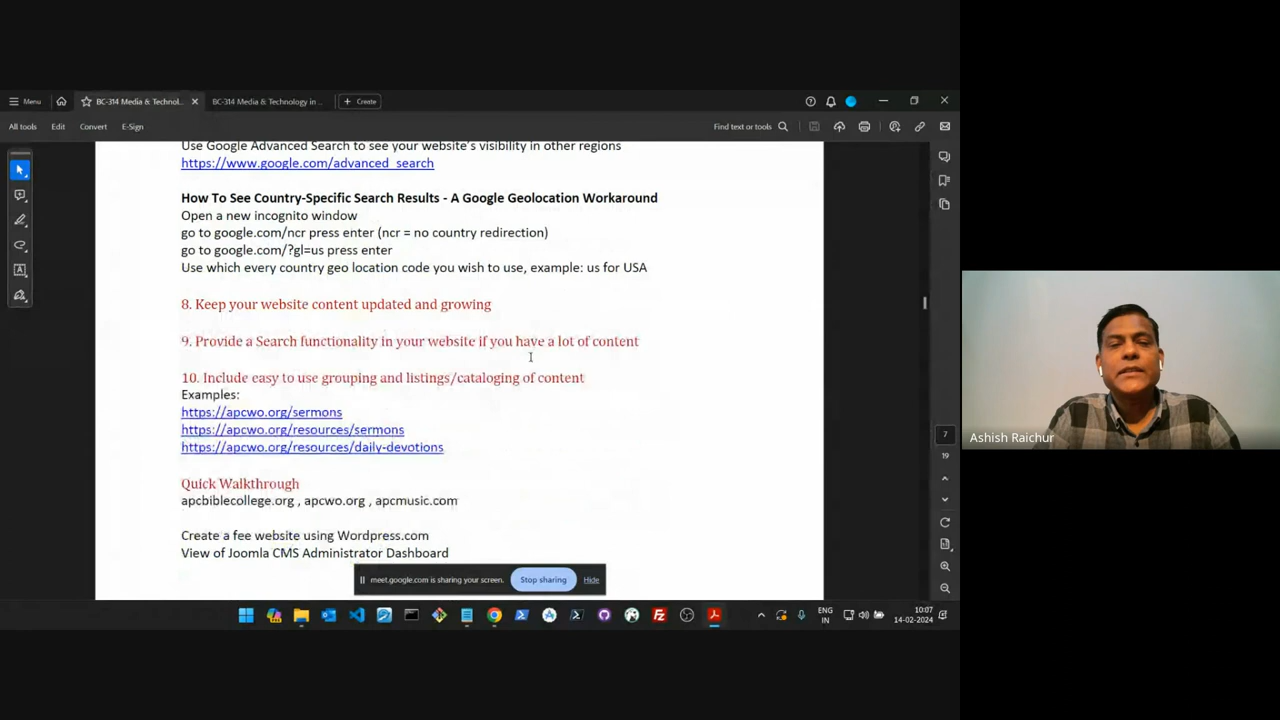 Menu
BC-314 Media & Technol...
BC-314 Media & Technology in...
+ Create
All tools
Edit
Convert
E-Sign
Find text or tools
Use Google Advanced Search to see your website's visibility in other regions
https://www.google.com/advanced_search
How To See Country-Specific Search Results - A Google Geolocation Workaround
Open a new incognito window
go to google.com/ncr press enter (ncr = no country redirection)
go to google.com/?gl=us press enter
Use which every country geo location code you wish to use, example: us for USA
8. Keep your website content updated and growing
9. Provide a Search functionality in your website if you have a lot of content
10. Include easy to use grouping and listings/cataloging of content
Examples:
https://apcwo.org/sermons
https://apcwo.org/resources/sermons
https://apcwo.org/resources/daily-devotions
Quick Walkthrough
apcbiblecollege.org , apcwo.org , apcmusic.com
Create a fee website using Wordpress.com
View of Joomla CMS Administrator Dashboard
7
19
meet.google.com is sharing your screen.
Stop sharing
Hide
ENG
IN
10:07
14-02-2024
Ashish Raichur